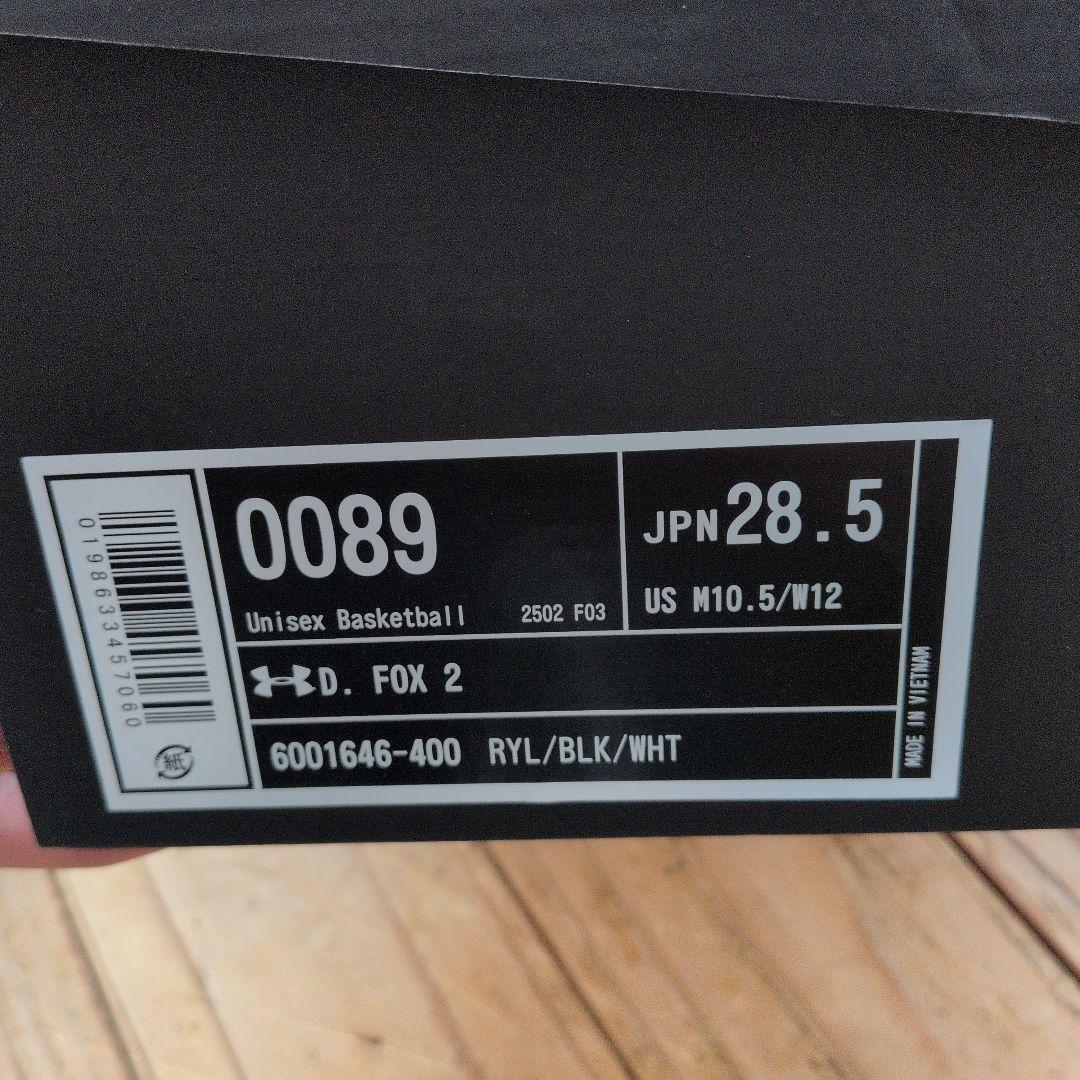 0198633457060
紙
0089
Unisex Basketball 2502 F03
JPN 28.5
US M10.5/W12
D. FOX 2
6001646-400 RYL/BLK/WHT
MADE IN VIETNAM